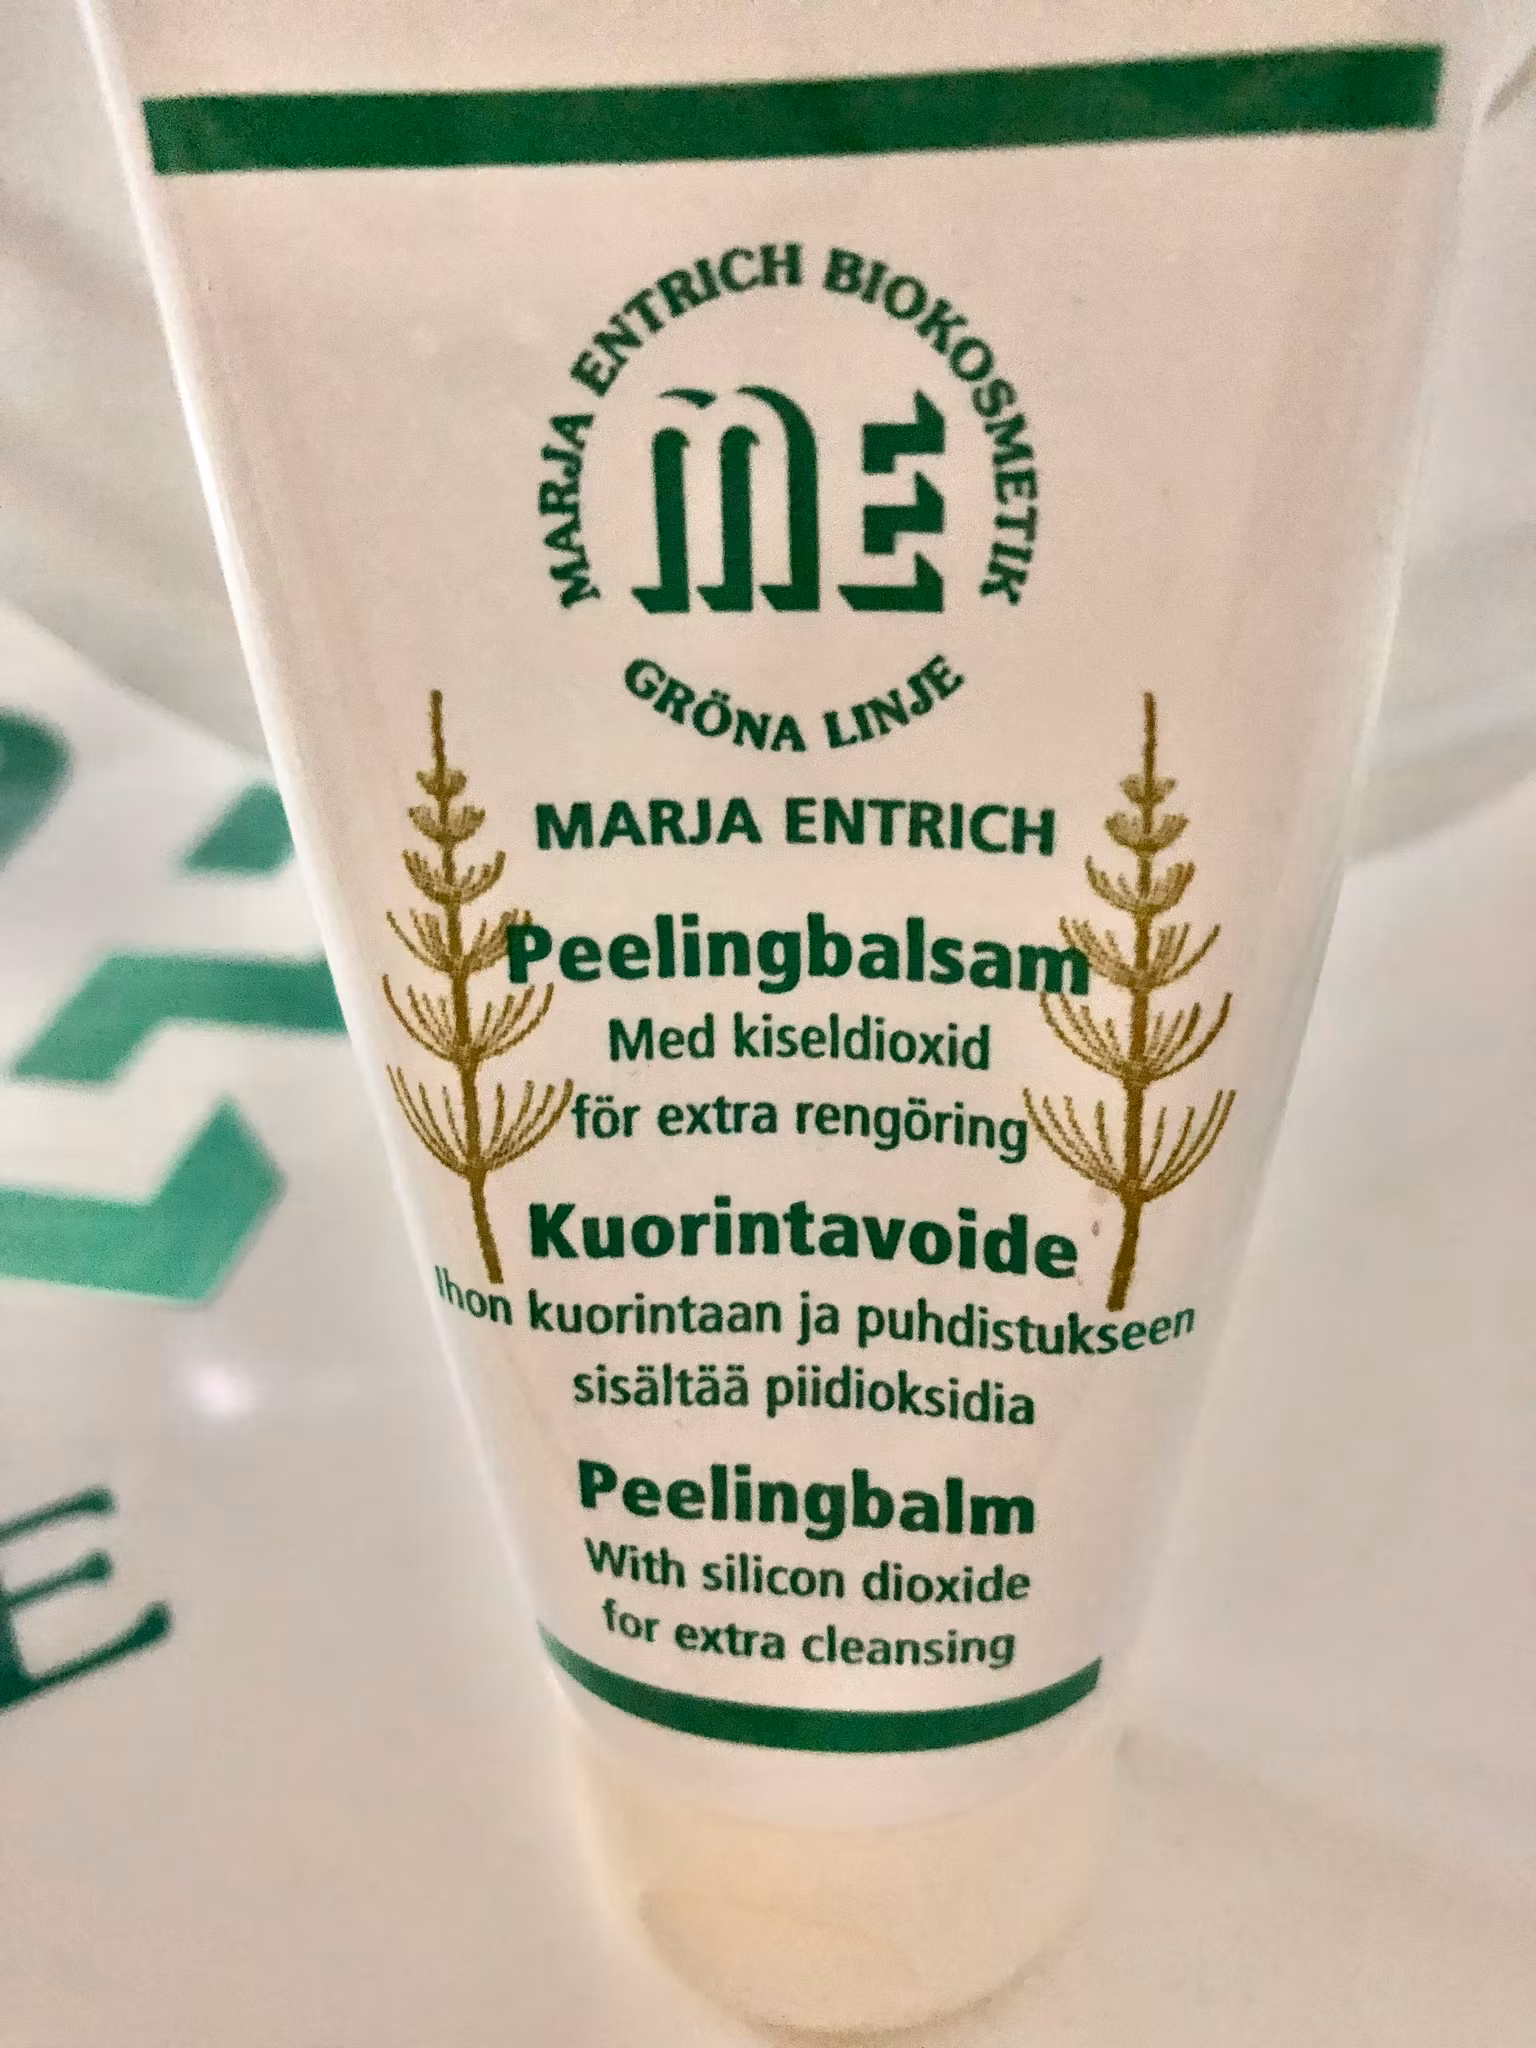 MARJA ENTRICH BIOKOSMETIK
ME
GRÖNA LINJE
MARJA ENTRICH
Peelingbalsam
Med kiseldioxid
för extra rengöring
Kuorintavoide
Ihon kuorintaan ja puhdistukseen
sisältää piidioksidia
Peelingbalm
With silicon dioxide
for extra cleansing
E